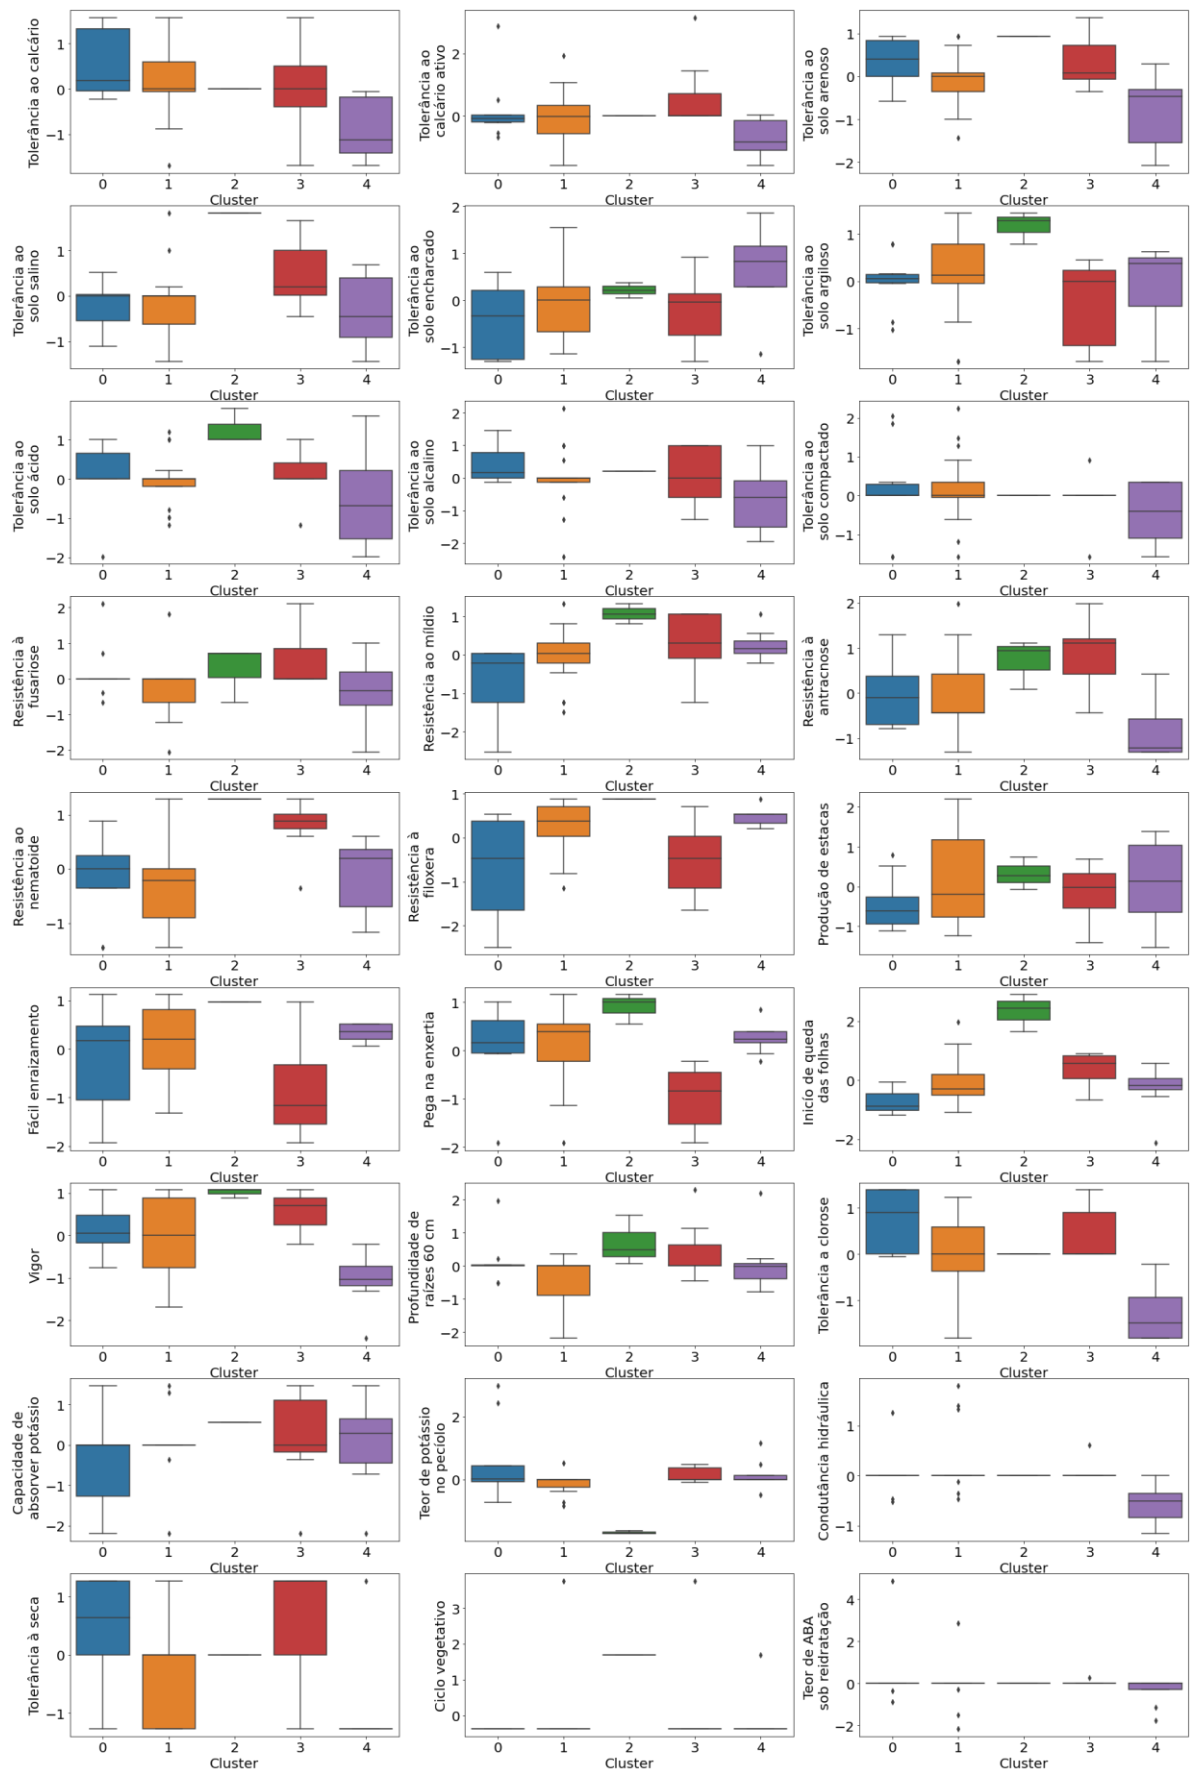 Tolerância ao calcário
1
0
−1
0 1 2 3 4
Cluster
Tolerância ao
calcário ativo
2
0
0 1 2 3 4
Cluster
Tolerância ao
solo arenoso
1
0
−1
−2
0 1 2 3 4
Cluster
Tolerância ao
solo salino
1
0
−1
0 1 2 3 4
Cluster
Tolerância ao
solo encharcado
2
1
0
−1
0 1 2 3 4
Cluster
Tolerância ao
solo argiloso
1
0
−1
0 1 2 3 4
Cluster
Tolerância ao
solo ácido
1
0
−1
−2
0 1 2 3 4
Cluster
Tolerância ao
solo alcalino
2
1
0
−1
−2
0 1 2 3 4
Cluster
Tolerância ao
solo compactado
2
1
0
−1
0 1 2 3 4
Cluster
Resistência à
fusariose
2
1
0
−1
−2
0 1 2 3 4
Cluster
Resistência ao míldio
1
0
−1
−2
0 1 2 3 4
Cluster
Resistência à
antracnose
2
1
0
−1
0 1 2 3 4
Cluster
Resistência ao
nematoide
1
0
−1
0 1 2 3 4
Cluster
Resistência à
filoxera
1
0
−1
−2
0 1 2 3 4
Cluster
Produção de estacas
2
1
0
−1
0 1 2 3 4
Cluster
Fácil enraizamento
1
0
−1
−2
0 1 2 3 4
Cluster
Pega na enxertia
1
0
−1
−2
0 1 2 3 4
Cluster
Inicío de queda
das folhas
2
0
−2
0 1 2 3 4
Cluster
Vigor
1
0
−1
−2
0 1 2 3 4
Cluster
Profundidade de
raízes 60 cm
2
1
0
−1
−2
0 1 2 3 4
Cluster
Tolerância a clorose
1
0
−1
0 1 2 3 4
Cluster
Capacidade de
absorver potássio
1
0
−1
−2
0 1 2 3 4
Cluster
Teor de potássio
no pecíolo
2
0
0 1 2 3 4
Cluster
Condutância hidráulica
1
0
−1
0 1 2 3 4
Cluster
Tolerância à seca
1
0
−1
0 1 2 3 4
Cluster
Ciclo vegetativo
3
2
1
0
0 1 2 3 4
Cluster
Teor de ABA
sob reidratação
4
2
0
−2
0 1 2 3 4
Cluster